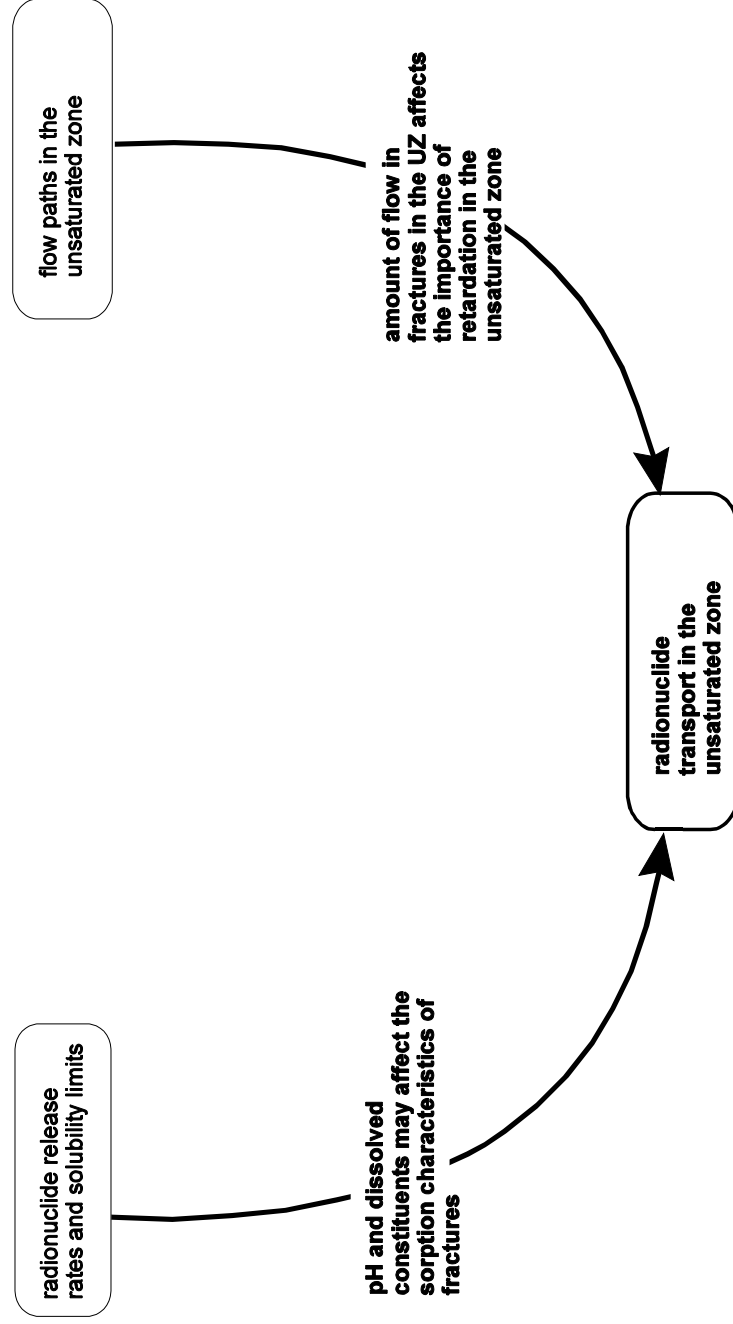 radionuclide release
rates and solubility limits
flow paths in the
unsaturated zone
pH and dissolved
constituents may affect the
sorption characteristics of
fractures
amount of flow in
fractures in the UZ affects
the importance of
retardation in the
unsaturated zone
radionuclide
transport in the
unsaturated zone